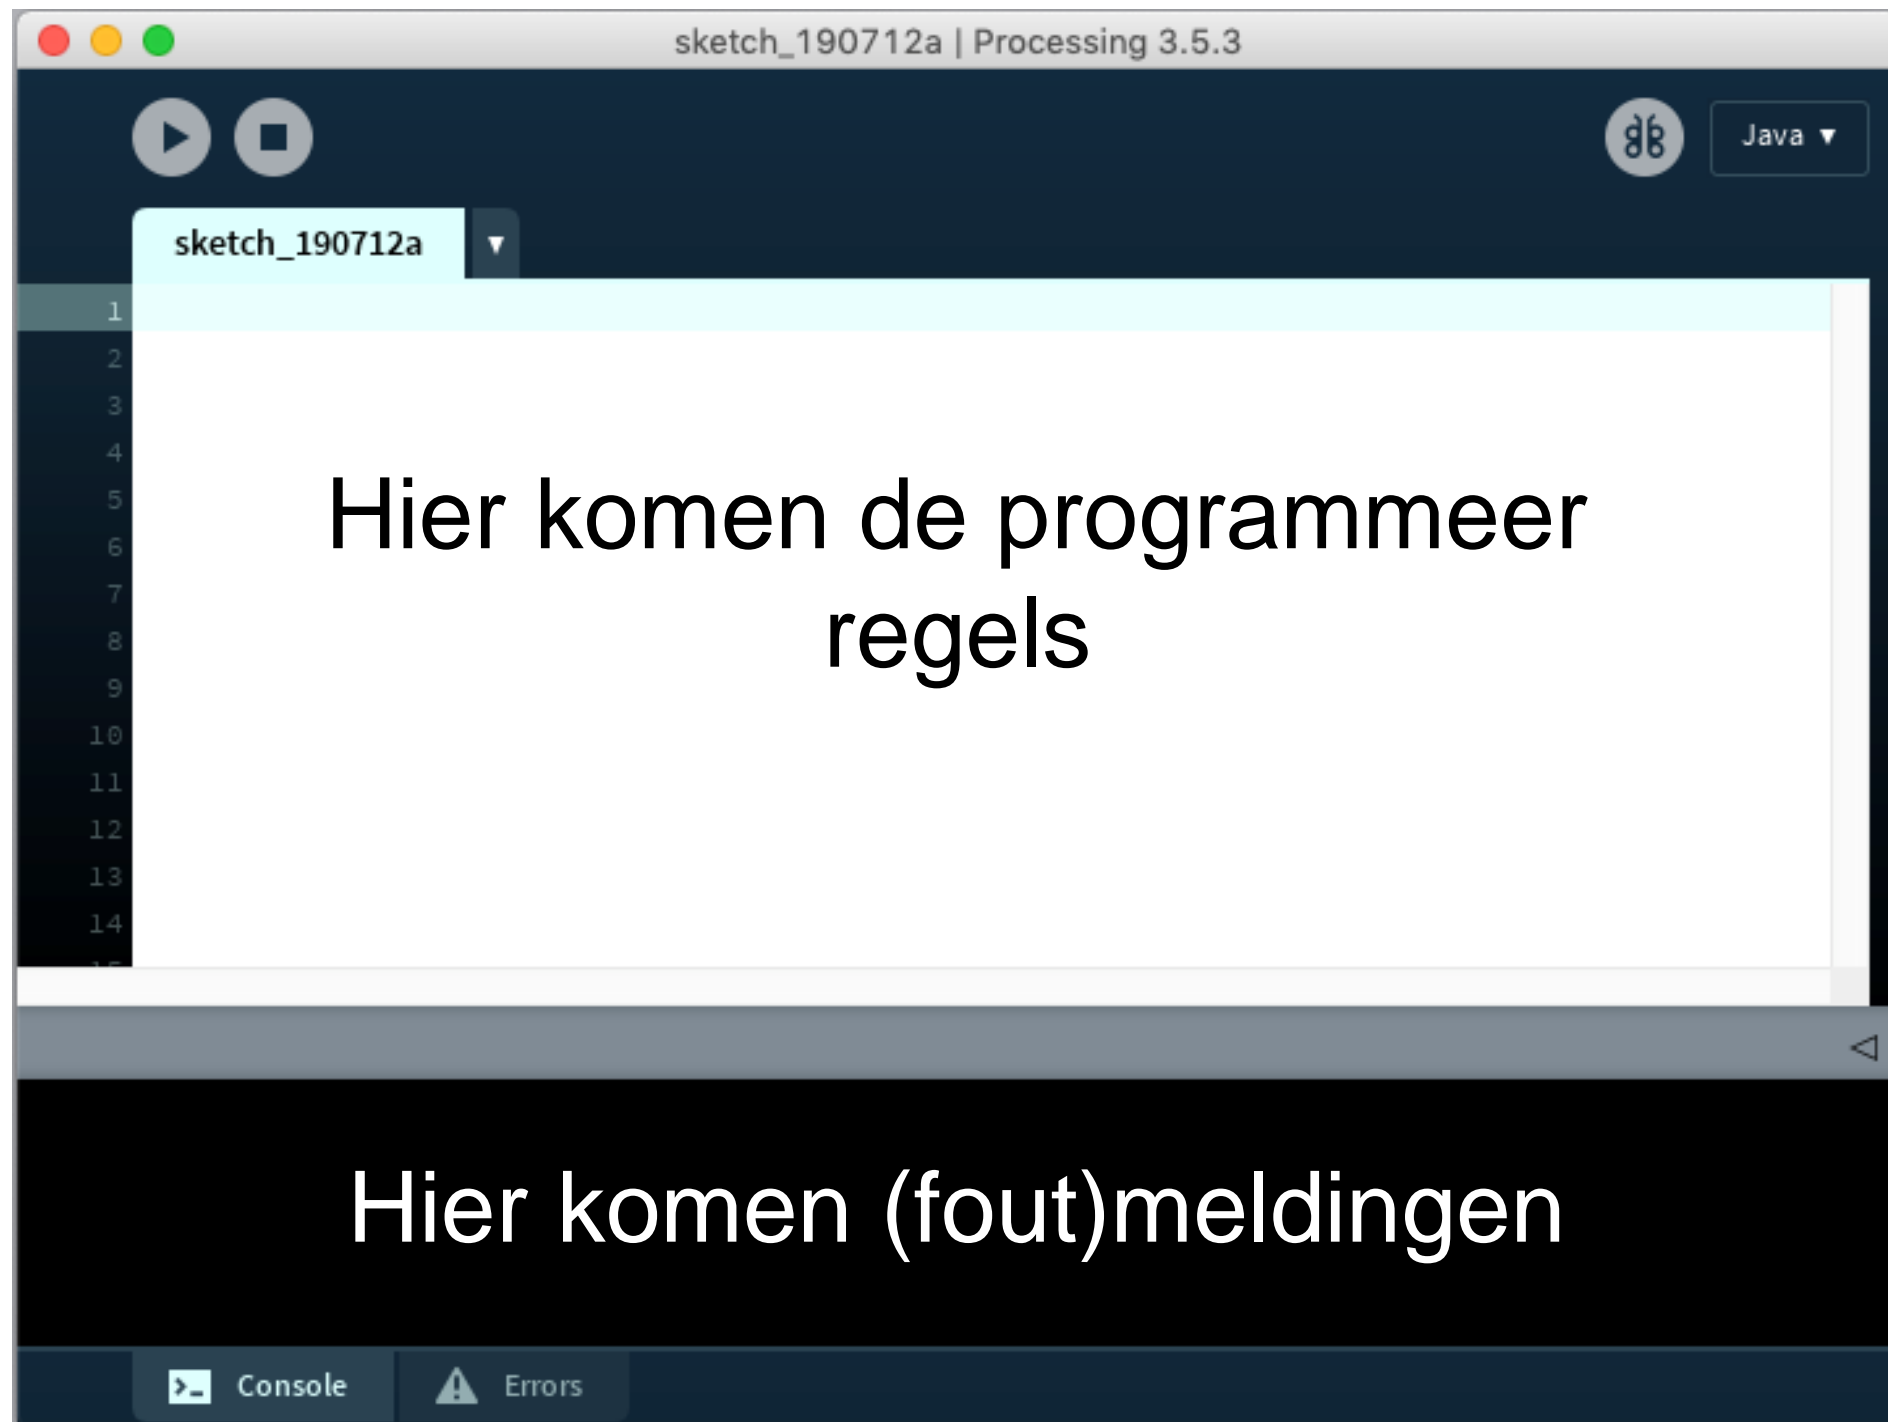 sketch_190712a | Processing 3.5.3
Java ▼
sketch_190712a ▼
1
2
3
4
Hier komen de programmeer
5
6
7
regels
8
9
10
11
12
13
14
15
Hier komen (fout)meldingen
>_ Console
Errors